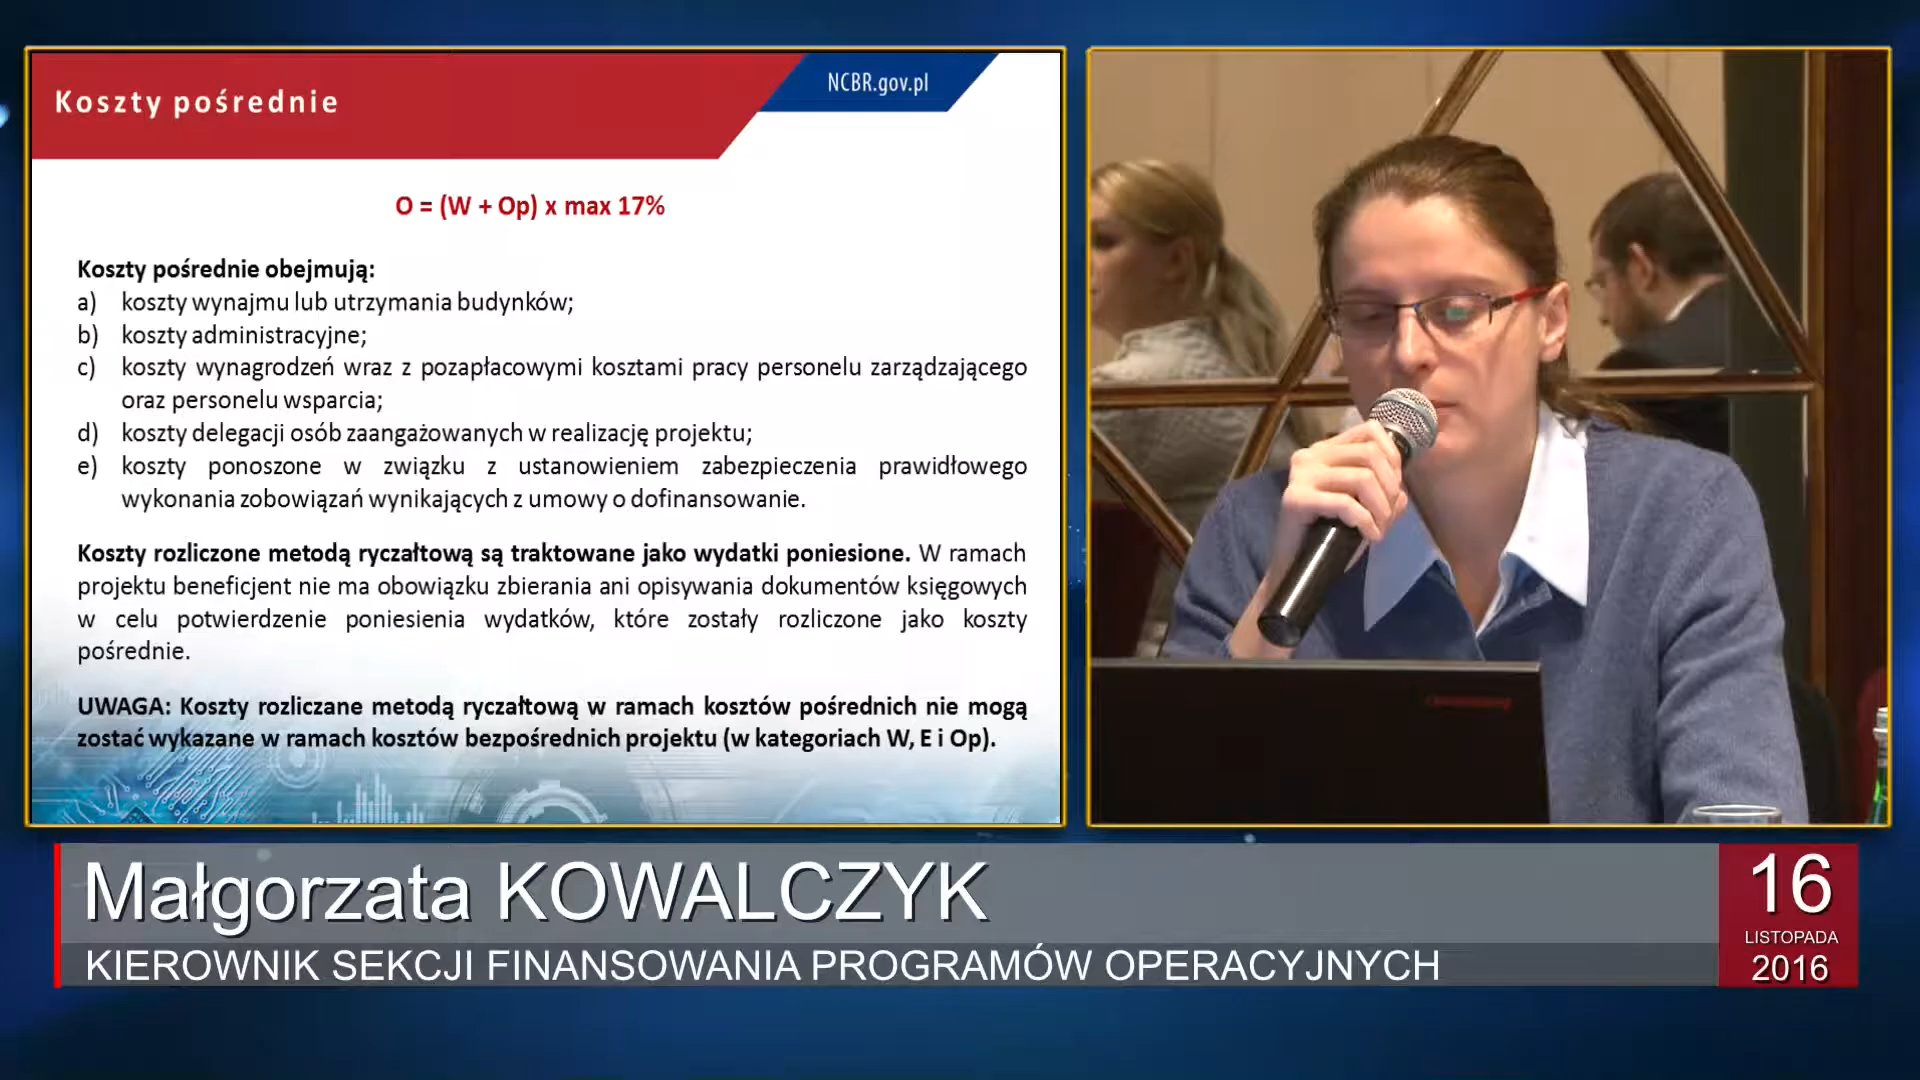 Koszty pośrednie
NCBR.gov.pl
O = (W + Op) x max 17%
Koszty pośrednie obejmują:
a) koszty wynajmu lub utrzymania budynków;
b) koszty administracyjne;
c) koszty wynagrodzeń wraz z pozapłacowymi kosztami pracy personelu zarządzającego
oraz personelu wsparcia;
d) koszty delegacji osób zaangażowanych w realizację projektu;
e) koszty ponoszone w związku z ustanowieniem zabezpieczenia prawidłowego
wykonania zobowiązań wynikających z umowy o dofinansowanie.
Koszty rozliczone metodą ryczałtową są traktowane jako wydatki poniesione. W ramach
projektu beneficjent nie ma obowiązku zbierania ani opisywania dokumentów księgowych
w celu potwierdzenie poniesienia wydatków, które zostały rozliczone jako koszty
pośrednie.
UWAGA: Koszty rozliczane metodą ryczałtową w ramach kosztów pośrednich nie mogą
zostać wykazane w ramach kosztów bezpośrednich projektu (w kategoriach W, E i Op).
Małgorzata KOWALCZYK
KIEROWNIK SEKCJI FINANSOWANIA PROGRAMÓW OPERACYJNYCH
16
LISTOPADA
2016